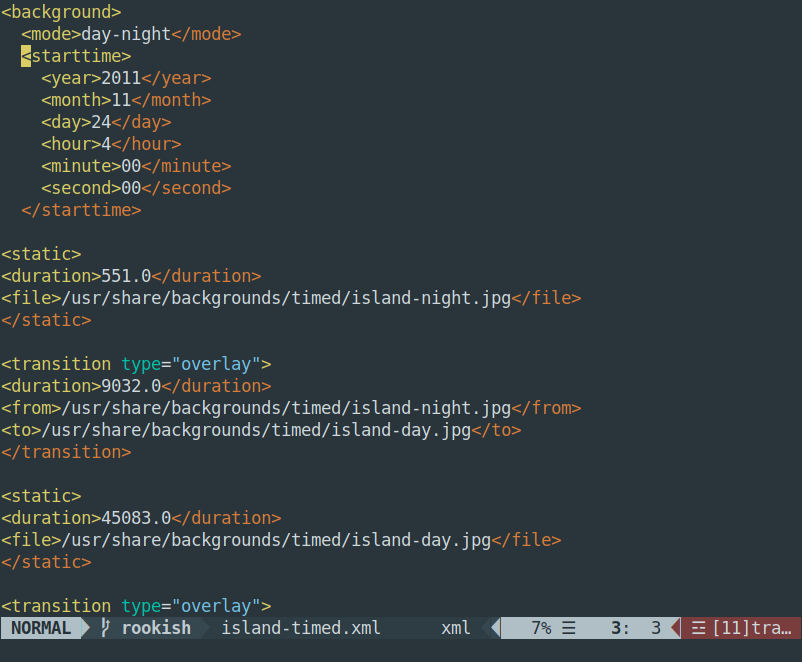 <background>
  <mode>day-night</mode>
  <starttime>
    <year>2011</year>
    <month>11</month>
    <day>24</day>
    <hour>4</hour>
    <minute>00</minute>
    <second>00</second>
  </starttime>

<static>
<duration>551.0</duration>
<file>/usr/share/backgrounds/timed/island-night.jpg</file>
</static>

<transition type="overlay">
<duration>9032.0</duration>
<from>/usr/share/backgrounds/timed/island-night.jpg</from>
<to>/usr/share/backgrounds/timed/island-day.jpg</to>
</transition>

<static>
<duration>45083.0</duration>
<file>/usr/share/backgrounds/timed/island-day.jpg</file>
</static>

<transition type="overlay">
NORMAL rookish island-timed.xml xml 7% ☰ 3: 3 ☲ [11]tra…